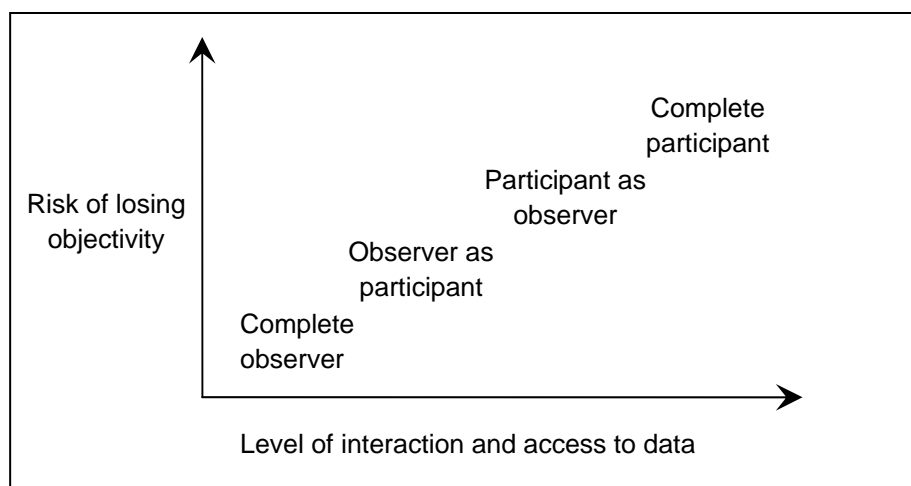 Complete
participant
Participant as
observer
Risk of losing
objectivity
Observer as
participant
Complete
observer
Level of interaction and access to data